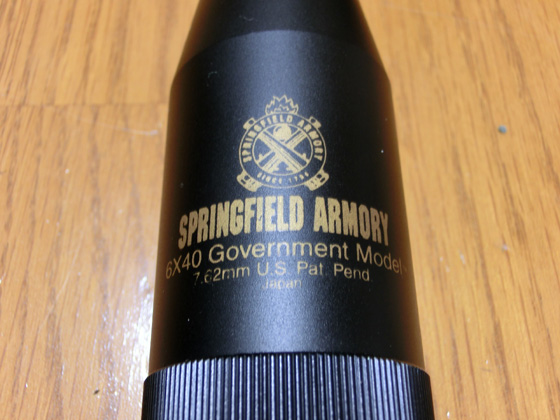 SPRINGFIELD ARMORY
SINCE 1794
SPRINGFIELD ARMORY
6X40 Government Model
7.62mm U.S. Pat. Pend.
Japan